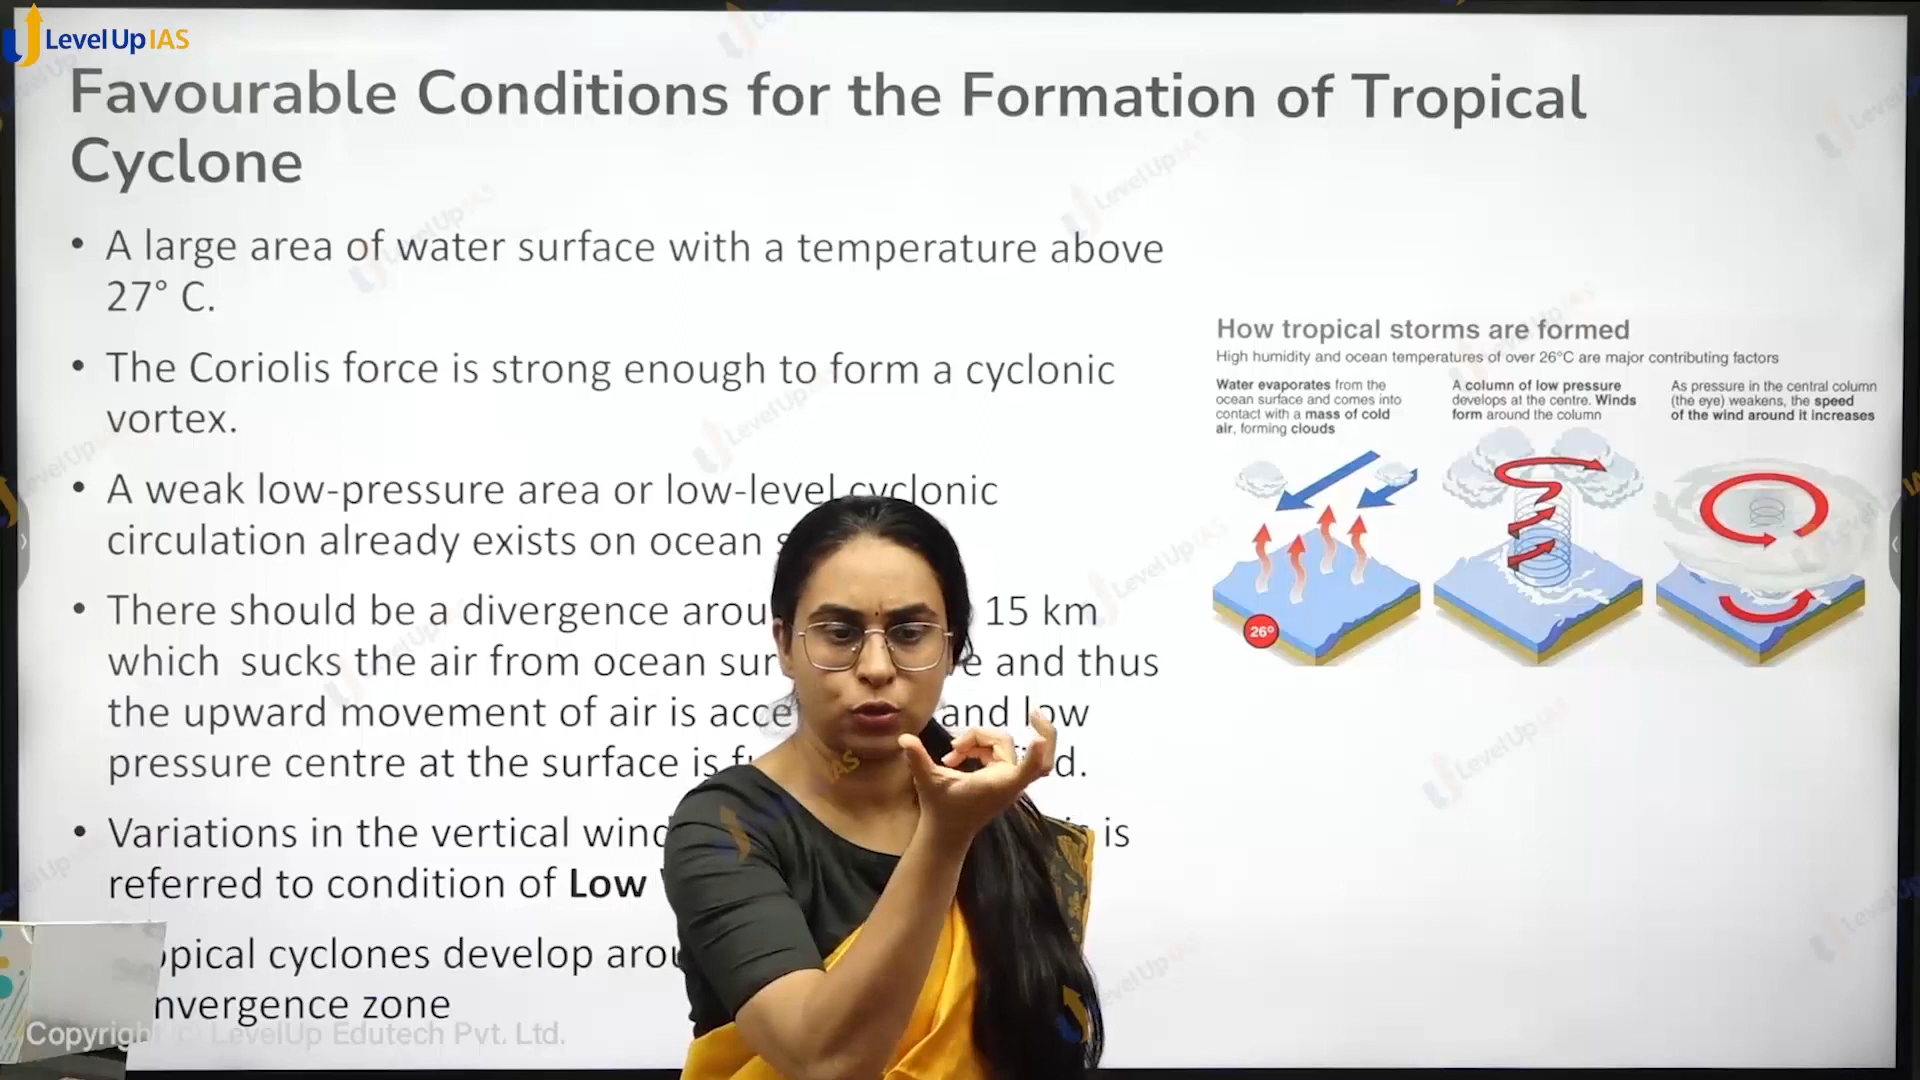 LevelUp IAS
Favourable Conditions for the Formation of Tropical
Cyclone
• A large area of water surface with a temperature above
27° C.
• The Coriolis force is strong enough to form a cyclonic
vortex.
• A weak low-pressure area or low-level cyclonic
circulation already exists on ocean
• There should be a divergence 15 km
which sucks the air from ocean and thus
the upward movement of air is and low
pressure centre at the surface is
• Variations in the vertical wind is
referred to condition of Low
cyclones develop
zone
How tropical storms are formed
High humidity and ocean temperatures of over 26°C are major contributing factors
Water evaporates from the
ocean surface and comes into
contact with a mass of cold
air, forming clouds
A column of low pressure
develops at the centre. Winds
form around the column
As pressure in the central column
(the eye) weakens, the speed
of the wind around it increases
26°
Copyright (c) LevelUp Edutech Pvt. Ltd.